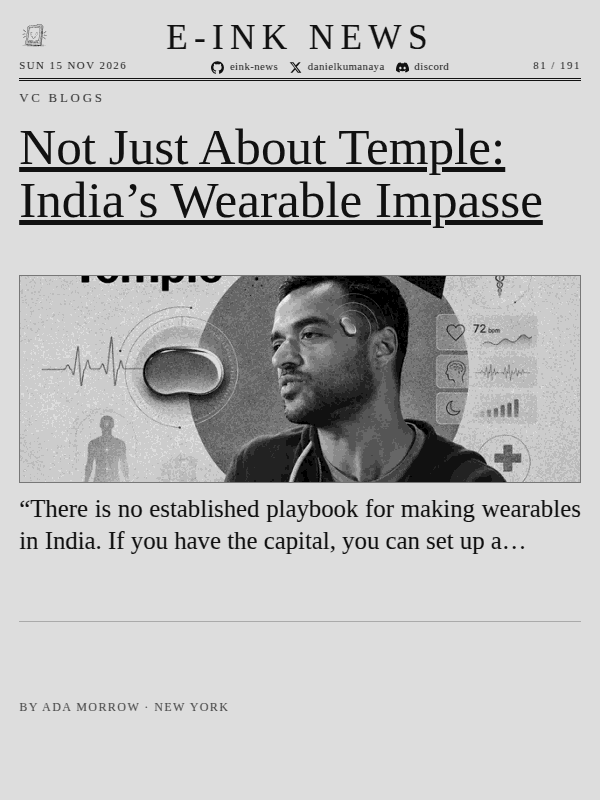 E-INK NEWS
SUN 15 NOV 2026
eink-news danielkumanaya discord
81 / 191
VC BLOGS
Not Just About Temple:
India’s Wearable Impasse
Temple
72 bpm
“There is no established playbook for making wearables
in India. If you have the capital, you can set up a…
BY ADA MORROW · NEW YORK